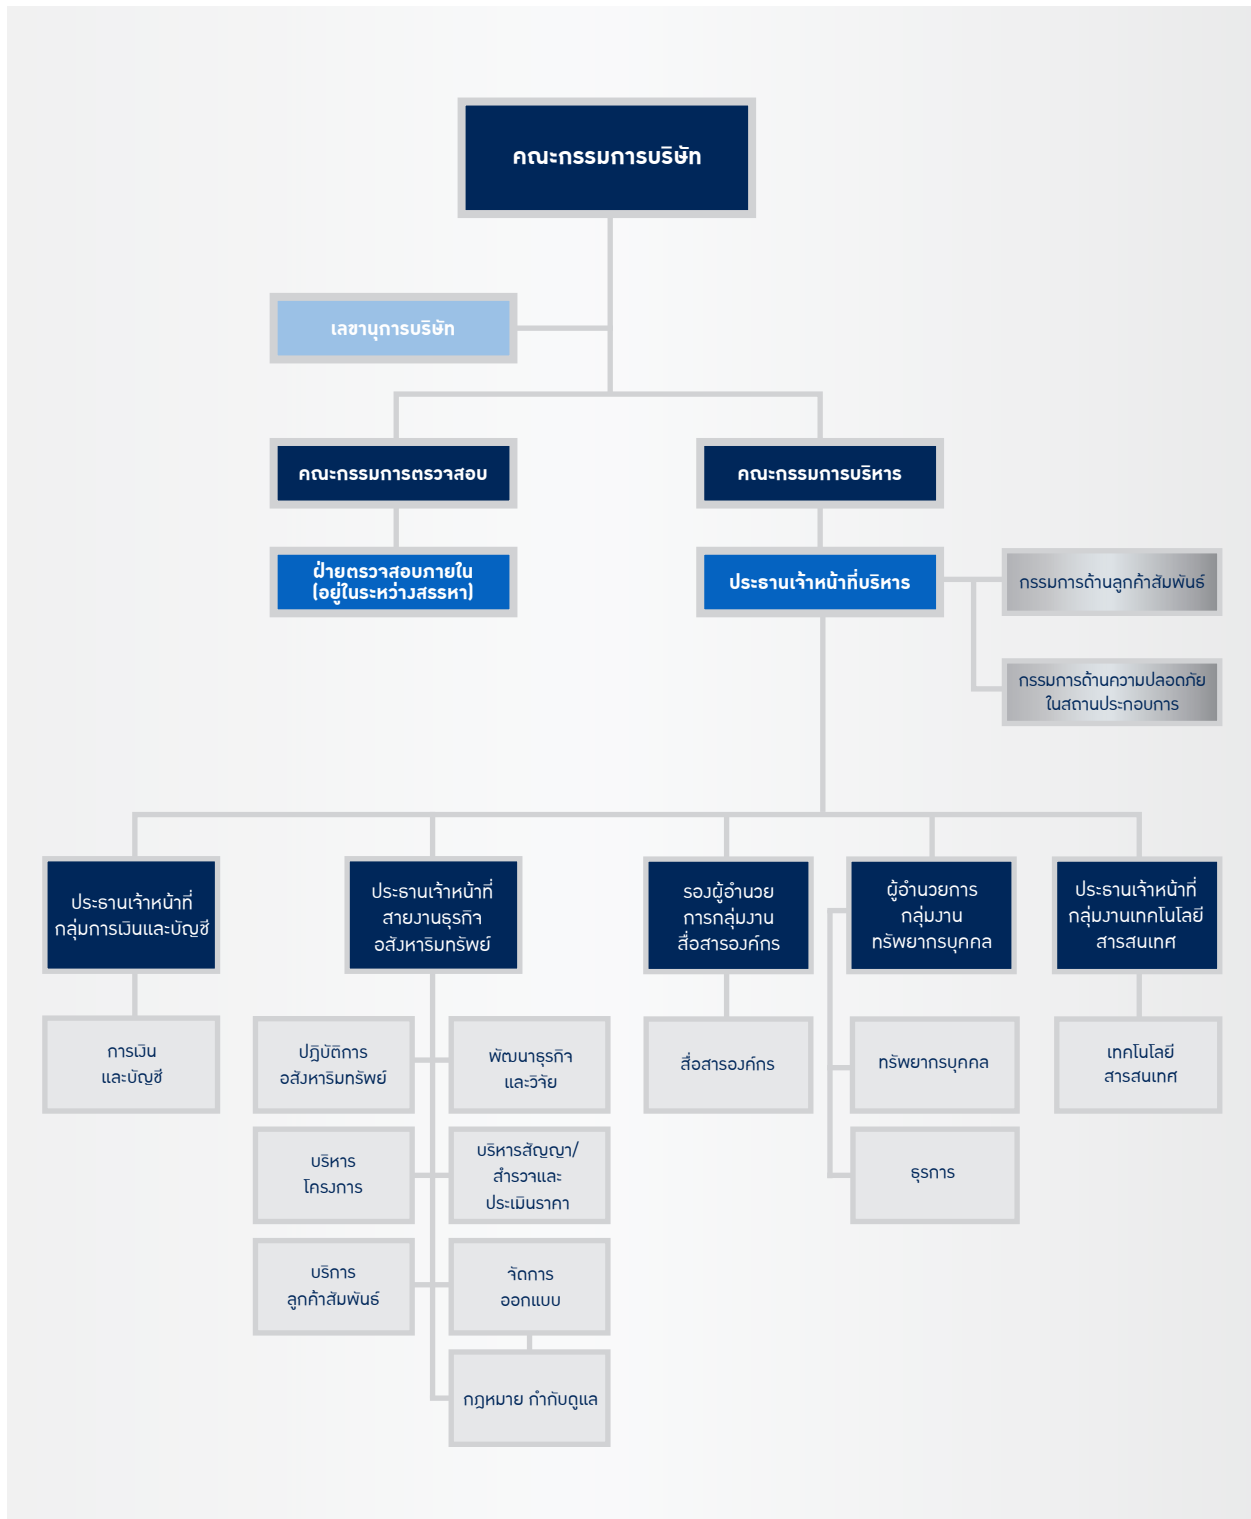 คณะกรรมการบริษัท
เลขานุการบริษัท
คณะกรรมการตรวจสอบ
คณะกรรมการบริหาร
ฝ่ายตรวจสอบภายใน
(อยู่ในระหว่างสรรหา)
ประธานเจ้าหน้าที่บริหาร
กรรมการด้านลูกค้าสัมพันธ์
กรรมการด้านความปลอดภัย
ในสถานประกอบการ
ประธานเจ้าหน้าที่
กลุ่มการเงินและบัญชี
ประธานเจ้าหน้าที่
สายงานธุรกิจ
อสังหาริมทรัพย์
รองผู้อำนวย
การกลุ่มงาน
สื่อสารองค์กร
ผู้อำนวยการ
กลุ่มงาน
ทรัพยากรบุคคล
ประธานเจ้าหน้าที่
กลุ่มงานเทคโนโลยี
สารสนเทศ
การเงิน
และบัญชี
ปฎิบัติการ
อสังหาริมทรัพย์
พัฒนาธุรกิจ
และวิจัย
สื่อสารองค์กร
ทรัพยากรบุคคล
เทคโนโลยี
สารสนเทศ
บริหาร
โครงการ
บริหารสัญญา/
สำรวจและ
ประเมินราคา
ธุรการ
บริการ
ลูกค้าสัมพันธ์
จัดการ
ออกแบบ
กฎหมาย กำกับดูแล